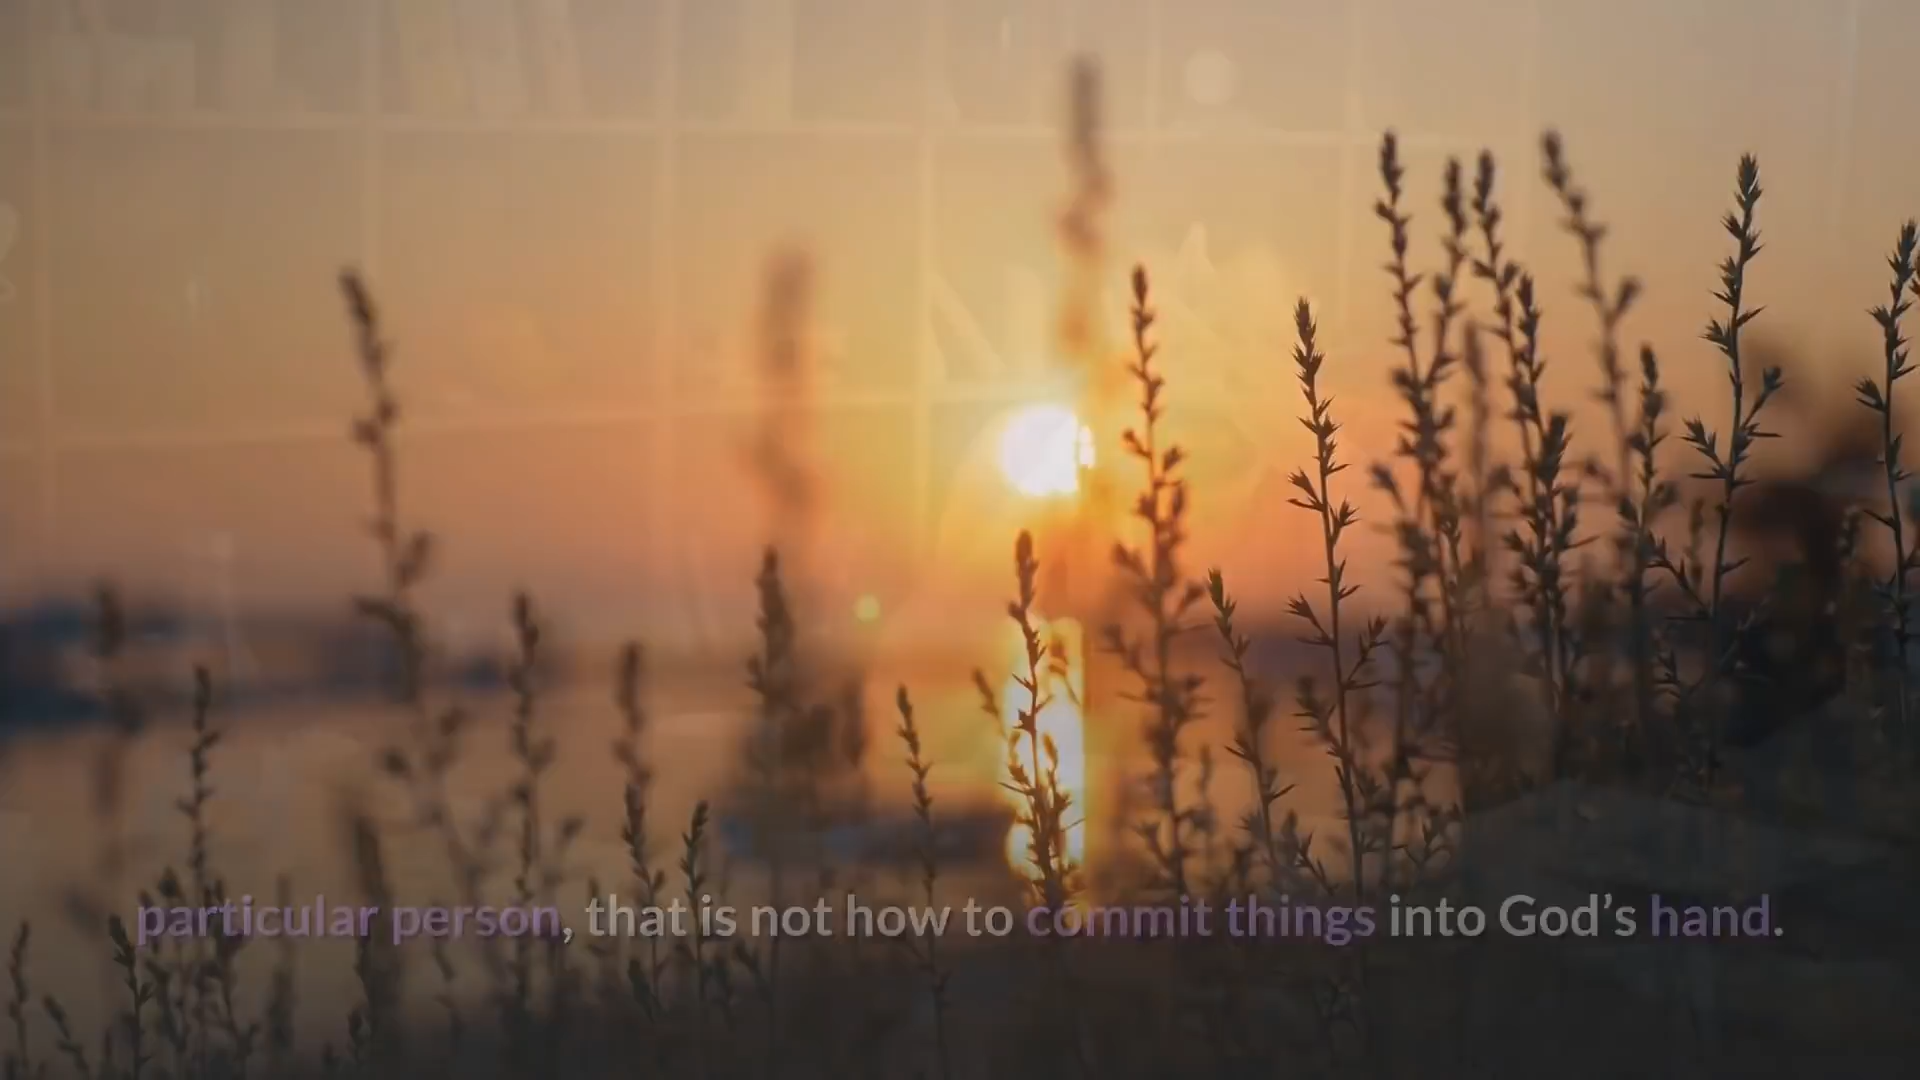 particular person, that is not how to commit things into God’s hand.